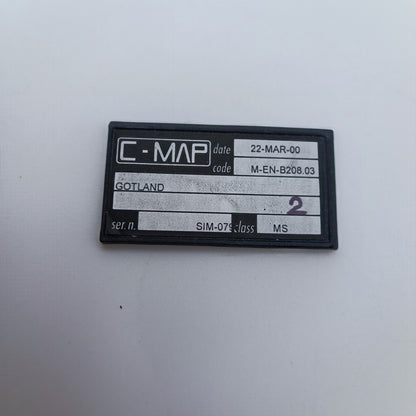 C-MAP date 22-MAR-00
code M-EN-B208.03
GOTLAND
2
ser. n. SIM-079 class MS